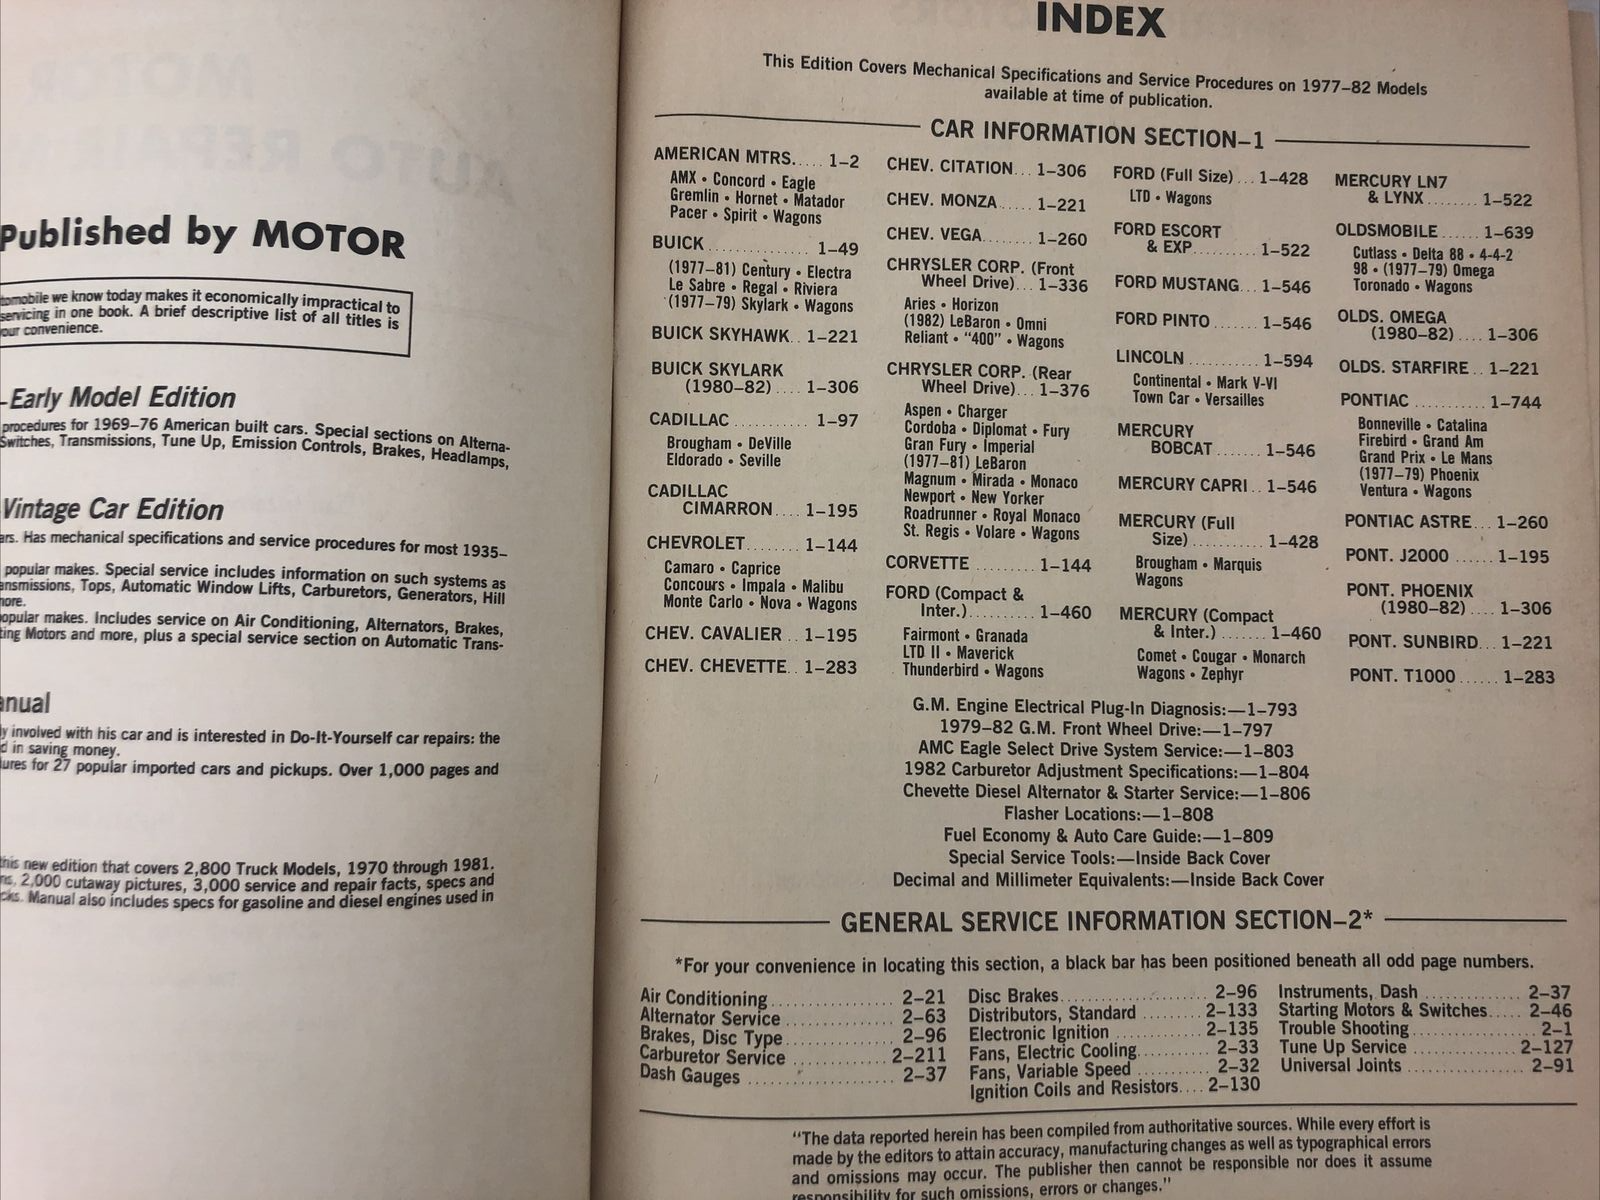 Published by MOTOR
we know today makes it economically impractical to
servicing in one book. A brief descriptive list of all titles is
our convenience.
Early Model Edition
procedures for 1969–76 American built cars. Special sections on Alterna-
Switches, Transmissions, Tune Up, Emission Controls, Brakes, Headlamps,
Vintage Car Edition
Has mechanical specifications and service procedures for most 1935–
popular makes. Special service includes information on such systems as
Tops, Automatic Window Lifts, Carburetors, Generators, Hill
makes. Includes service on Air Conditioning, Alternators, Brakes,
Motors and more, plus a special service section on Automatic Trans-
involved with his car and is interested in Do-It-Yourself car repairs: the
in saving money.
for 27 popular imported cars and pickups. Over 1,000 pages and
this new edition that covers 2,800 Truck Models, 1970 through 1981.
2,000 cutaway pictures, 3,000 service and repair facts, specs and
Manual also includes specs for gasoline and diesel engines used in
INDEX
This Edition Covers Mechanical Specifications and Service Procedures on 1977–82 Models
available at time of publication.
CAR INFORMATION SECTION–1
AMERICAN MTRS..... 1–2
AMX • Concord • Eagle
Gremlin • Hornet • Matador
Pacer • Spirit • Wagons
BUICK .............. 1–49
(1977–81) Century • Electra
Le Sabre • Regal • Riviera
(1977–79) Skylark • Wagons
BUICK SKYHAWK.. 1–221
BUICK SKYLARK
(1980–82) .... 1–306
CADILLAC .......... 1–97
Brougham • DeVille
Eldorado • Seville
CADILLAC
CIMARRON.... 1–195
CHEVROLET........ 1–144
Camaro • Caprice
Concours • Impala • Malibu
Monte Carlo • Nova • Wagons
CHEV. CAVALIER .. 1–195
CHEV. CHEVETTE.. 1–283
CHEV. CITATION... 1–306
CHEV. MONZA..... 1–221
CHEV. VEGA........ 1–260
CHRYSLER CORP. (Front
Wheel Drive)... 1–336
Aries • Horizon
(1982) LeBaron • Omni
Reliant • "400" • Wagons
CHRYSLER CORP. (Rear
Wheel Drive)... 1–376
Aspen • Charger
Cordoba • Diplomat • Fury
Gran Fury • Imperial
(1977–81) LeBaron
Magnum • Mirada • Monaco
Newport • New Yorker
Roadrunner • Royal Monaco
St. Regis • Volare • Wagons
CORVETTE ......... 1–144
FORD (Compact &
Inter.).......... 1–460
Fairmont • Granada
LTD II • Maverick
Thunderbird • Wagons
FORD (Full Size) ... 1–428
LTD • Wagons
FORD ESCORT
& EXP.......... 1–522
FORD MUSTANG... 1–546
FORD PINTO ....... 1–546
LINCOLN ........... 1–594
Continental • Mark V-VI
Town Car • Versailles
MERCURY
BOBCAT ....... 1–546
MERCURY CAPRI .. 1–546
MERCURY (Full
Size) ........... 1–428
Brougham • Marquis
Wagons
MERCURY (Compact
& Inter.) ....... 1–460
Comet • Cougar • Monarch
Wagons • Zephyr
MERCURY LN7
& LYNX ........ 1–522
OLDSMOBILE ...... 1–639
Cutlass • Delta 88 • 4-4-2
98 • (1977–79) Omega
Toronado • Wagons
OLDS. OMEGA
(1980–82) .... 1–306
OLDS. STARFIRE .. 1–221
PONTIAC ........... 1–744
Bonneville • Catalina
Firebird • Grand Am
Grand Prix • Le Mans
(1977–79) Phoenix
Ventura • Wagons
PONTIAC ASTRE... 1–260
PONT. J2000 ...... 1–195
PONT. PHOENIX
(1980–82) .... 1–306
PONT. SUNBIRD... 1–221
PONT. T1000 ...... 1–283
G.M. Engine Electrical Plug-In Diagnosis:—1–793
1979–82 G.M. Front Wheel Drive:—1–797
AMC Eagle Select Drive System Service:—1–803
1982 Carburetor Adjustment Specifications:—1–804
Chevette Diesel Alternator & Starter Service:—1–806
Flasher Locations:—1–808
Fuel Economy & Auto Care Guide:—1–809
Special Service Tools:—Inside Back Cover
Decimal and Millimeter Equivalents:—Inside Back Cover
GENERAL SERVICE INFORMATION SECTION–2*
*For your convenience in locating this section, a black bar has been positioned beneath all odd page numbers.
Air Conditioning ................ 2–21
Alternator Service .............. 2–63
Brakes, Disc Type .............. 2–96
Carburetor Service ............. 2–211
Dash Gauges ................... 2–37
Disc Brakes...................... 2–96
Distributors, Standard ......... 2–133
Electronic Ignition ............. 2–135
Fans, Electric Cooling........... 2–33
Fans, Variable Speed ........... 2–32
Ignition Coils and Resistors.... 2–130
Instruments, Dash .............. 2–37
Starting Motors & Switches..... 2–46
Trouble Shooting ................. 2–1
Tune Up Service ............... 2–127
Universal Joints .................. 2–91
"The data reported herein has been compiled from authoritative sources. While every effort is
made by the editors to attain accuracy, manufacturing changes as well as typographical errors
and omissions may occur. The publisher then cannot be responsible nor does it assume
responsibility for such omissions, errors or changes."